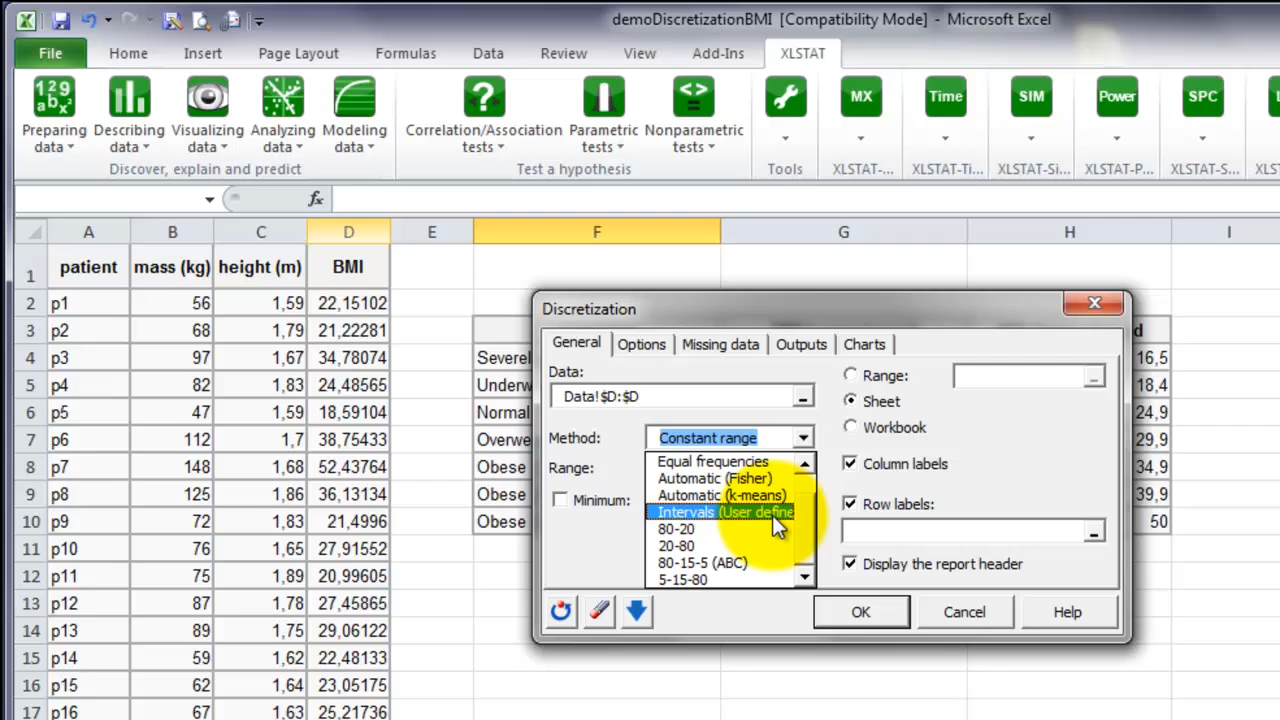 demoDiscretizationBMI [Compatibility Mode] - Microsoft Excel
File Home Insert Page Layout Formulas Data Review View Add-Ins XLSTAT
Preparing data Describing data Visualizing data Analyzing data Modeling data Correlation/Association tests Parametric tests Nonparametric tests MX Time SIM Power SPC
Discover, explain and predict Test a hypothesis Tools XLSTAT-... XLSTAT-Ti... XLSTAT-Si... XLSTAT-P... XLSTAT-S...
fx
A B C D E F G H I
1 patient mass (kg) height (m) BMI
2 p1 56 1,59 22,15102
3 p2 68 1,79 21,22281
4 p3 97 1,67 34,78074 16,5
5 p4 82 1,83 24,48565 18,4
6 p5 47 1,59 18,59104 Normal 24,9
7 p6 112 1,7 38,75433 29,9
8 p7 148 1,68 52,43764 Obese 34,9
9 p8 125 1,86 36,13134 Obese 39,9
10 p9 72 1,83 21,4996 Obese 50
11 p10 76 1,65 27,91552
12 p11 75 1,89 20,99605
13 p12 87 1,78 27,45865
14 p13 89 1,75 29,06122
15 p14 59 1,62 22,48133
16 p15 62 1,64 23,05175
17 p16 67 1,63 25,21736
Discretization
General Options Missing data Outputs Charts
Data:
Data!$D:$D
Method: Constant range
Range:
Minimum:
Equal frequencies
Automatic (Fisher)
Automatic (k-means)
Intervals (User define
80-20
20-80
80-15-5 (ABC)
5-15-80
Range:
Sheet
Workbook
Column labels
Row labels:
Display the report header
OK Cancel Help